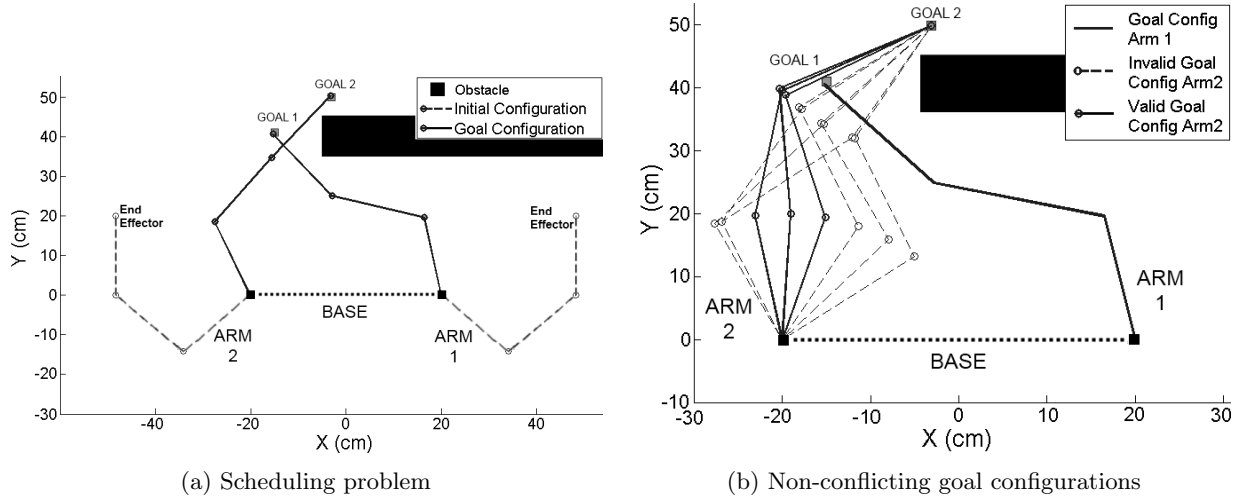 60
50
40
30
20
10
0
-10
-20
-30
Y (cm)
-40
-20
0
20
40
X (cm)
GOAL 2
GOAL 1
Obstacle
Initial Configuration
Goal Configuration
End
Effector
End
Effector
BASE
ARM
2
ARM
1
(a) Scheduling problem
50
40
30
20
10
0
-10
Y (cm)
-30
-20
-10
0
10
20
30
X (cm)
GOAL 2
GOAL 1
Goal Config
Arm 1
Invalid Goal
Config Arm2
Valid Goal
Config Arm2
ARM
2
ARM
1
BASE
(b) Non-conflicting goal configurations